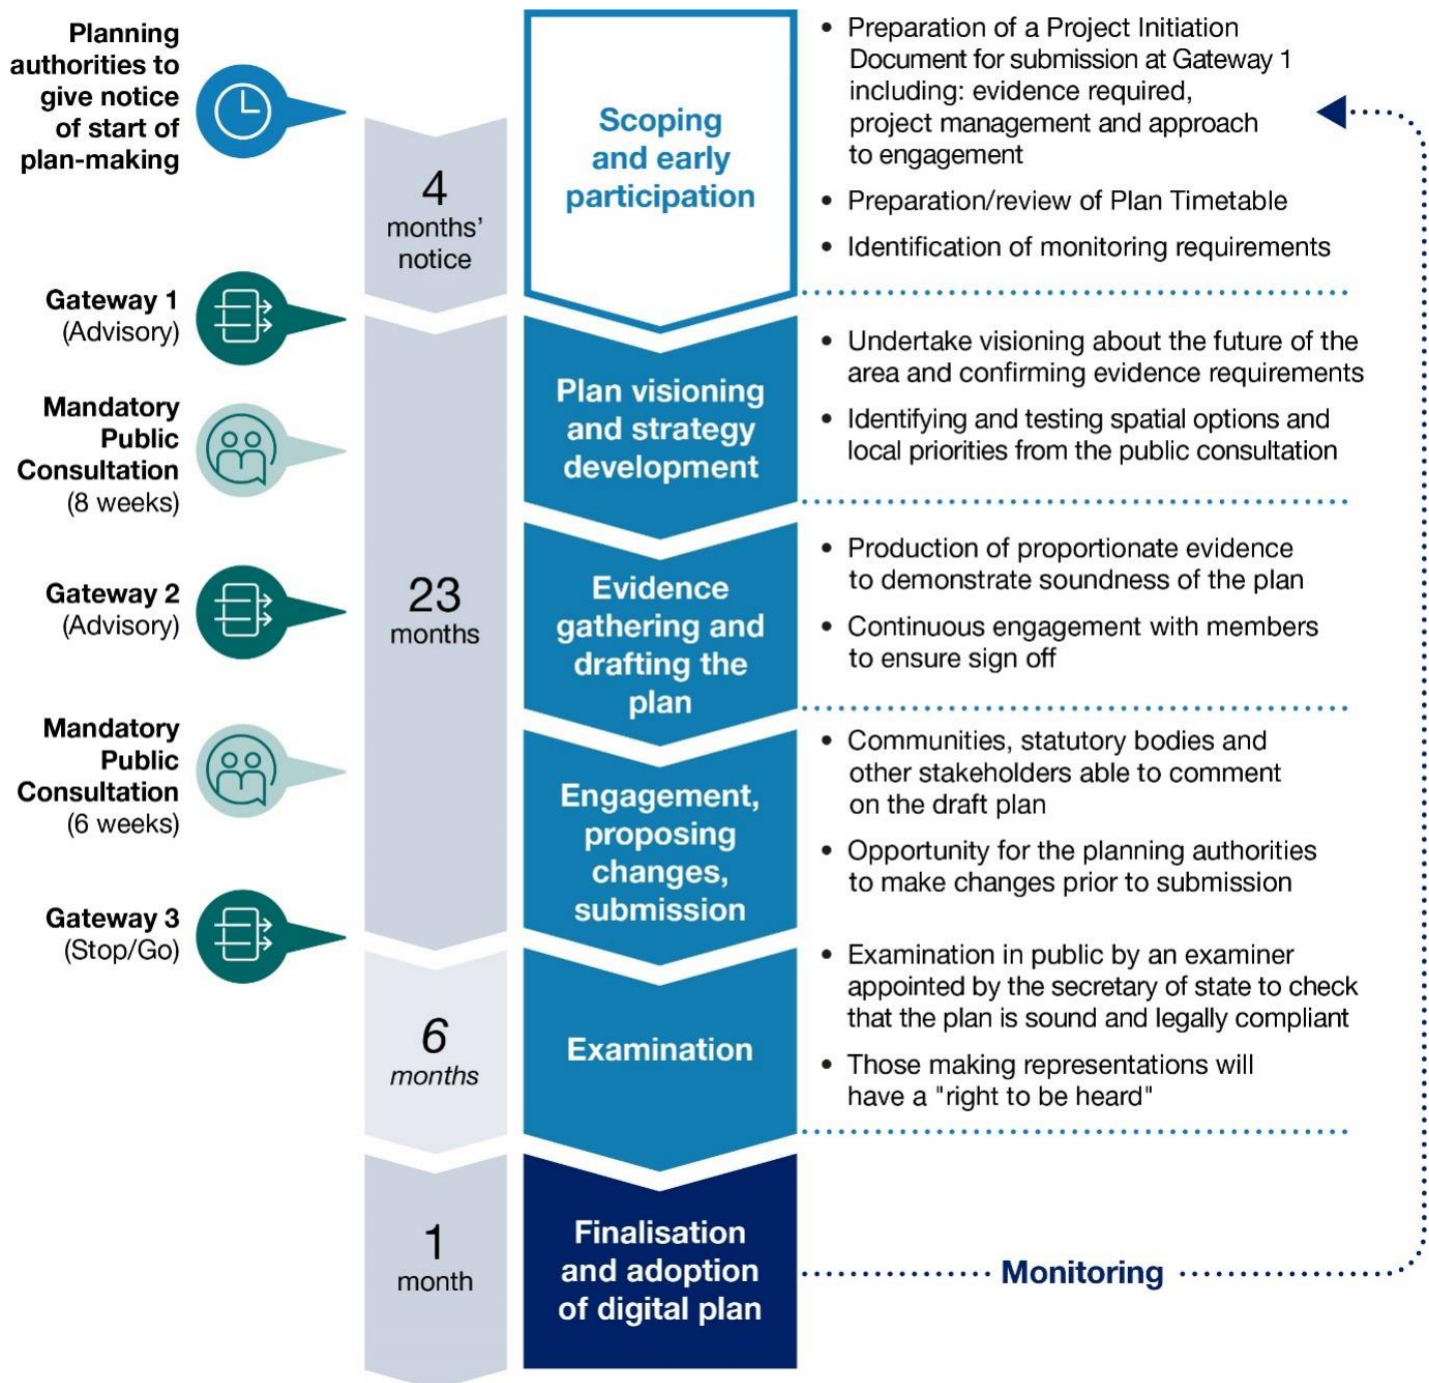 Planning
authorities to
give notice
of start of
plan-making
4
months'
notice
Scoping
and early
participation
• Preparation of a Project Initiation
Document for submission at Gateway 1
including: evidence required,
project management and approach
to engagement
• Preparation/review of Plan Timetable
• Identification of monitoring requirements
Gateway 1
(Advisory)
Mandatory
Public
Consultation
(8 weeks)
Plan visioning
and strategy
development
• Undertake visioning about the future of the
area and confirming evidence requirements
• Identifying and testing spatial options and
local priorities from the public consultation
Gateway 2
(Advisory)
23
months
Evidence
gathering and
drafting the
plan
• Production of proportionate evidence
to demonstrate soundness of the plan
• Continuous engagement with members
to ensure sign off
Mandatory
Public
Consultation
(6 weeks)
Engagement,
proposing
changes,
submission
• Communities, statutory bodies and
other stakeholders able to comment
on the draft plan
• Opportunity for the planning authorities
to make changes prior to submission
Gateway 3
(Stop/Go)
6
months
Examination
• Examination in public by an examiner
appointed by the secretary of state to check
that the plan is sound and legally compliant
• Those making representations will
have a "right to be heard"
1
month
Finalisation
and adoption
of digital plan
Monitoring